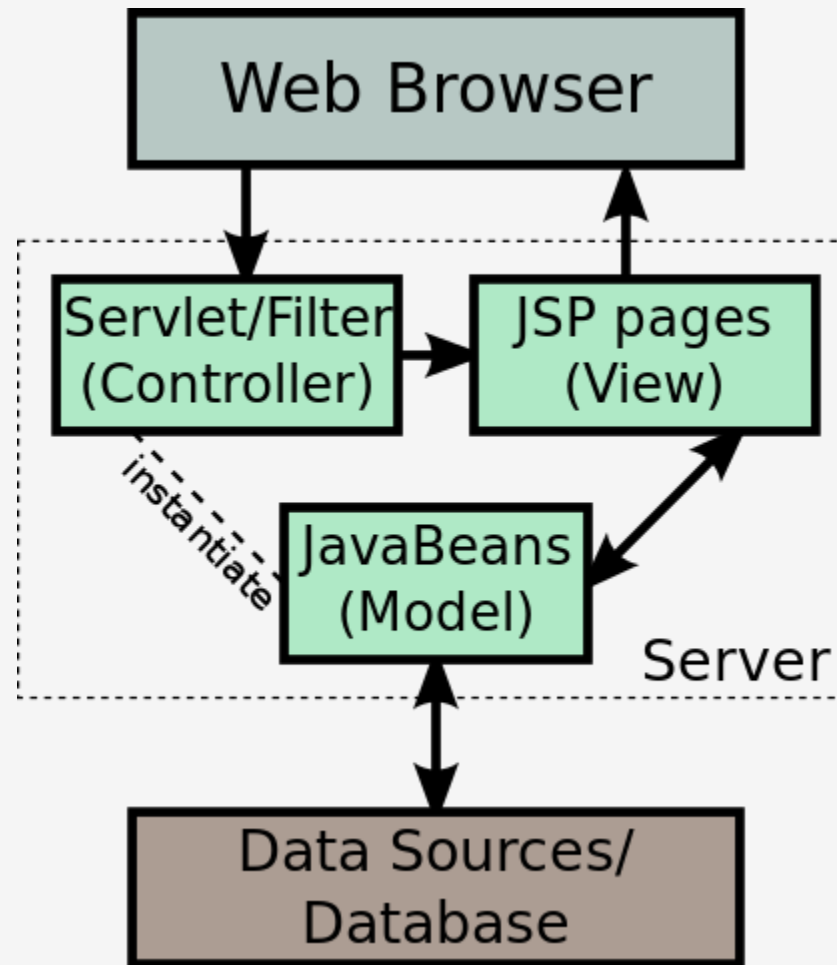 Web Browser
Servlet/Filter
(Controller)
JSP pages
(View)
instantiate
JavaBeans
(Model)
Server
Data Sources/
Database